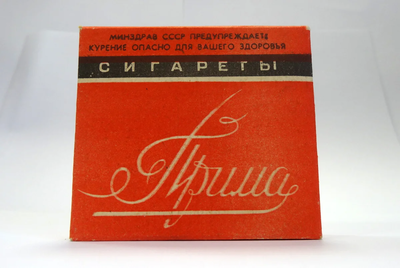 МИНЗДРАВ СССР ПРЕДУПРЕЖДАЕТ:
КУРЕНИЕ ОПАСНО ДЛЯ ВАШЕГО ЗДОРОВЬЯ
СИГАРЕТЫ
Прима